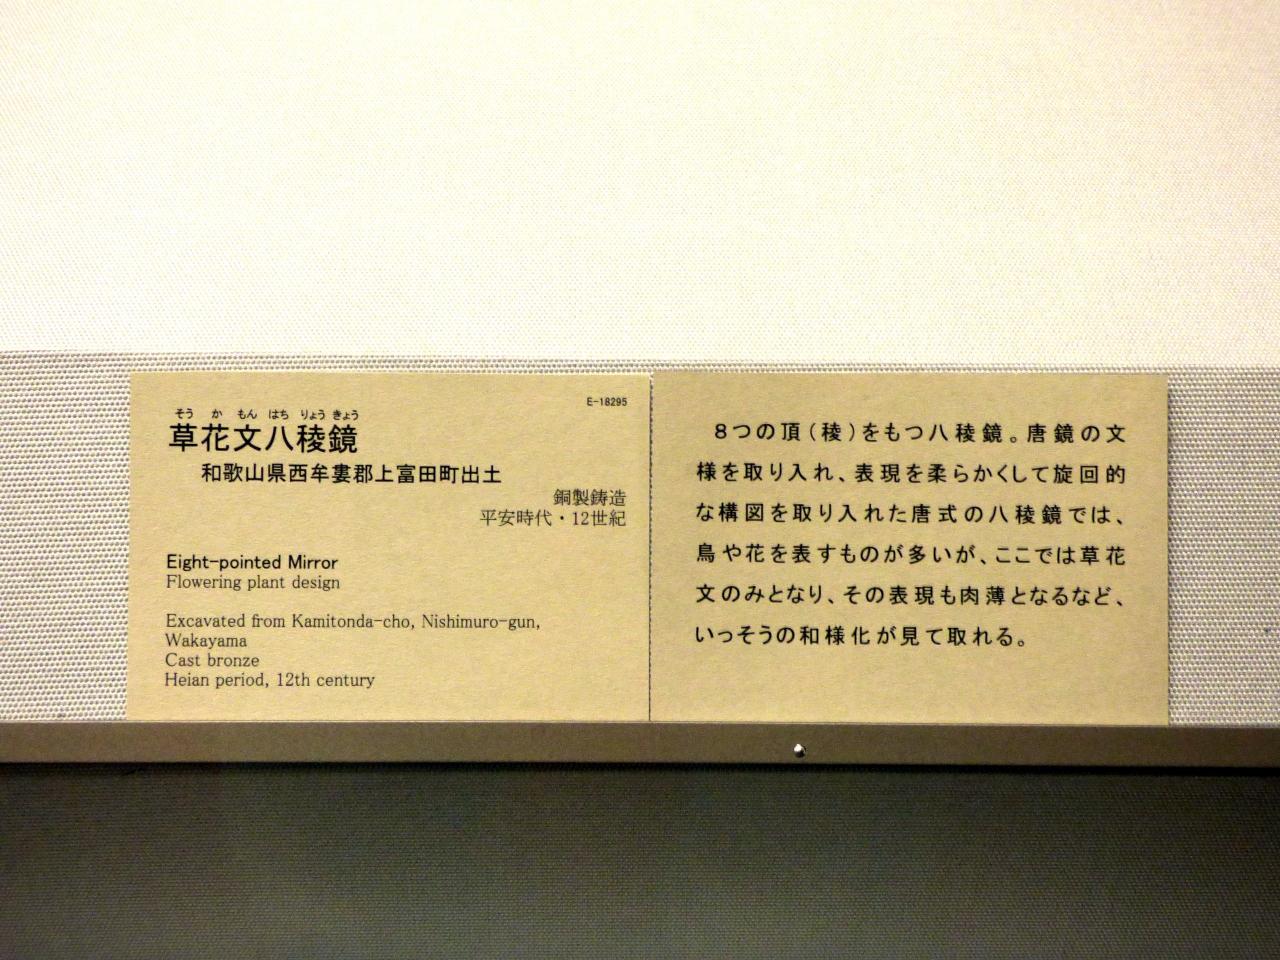 E-18295
そう か もん はち りょう きょう
草花文八稜鏡
和歌山県西牟婁郡上富田町出土
銅製鋳造
平安時代・12世紀
Eight-pointed Mirror
Flowering plant design
Excavated from Kamitonda-cho, Nishimuro-gun,
Wakayama
Cast bronze
Heian period, 12th century
8つの頂(稜)をもつ八稜鏡。唐鏡の文
様を取り入れ、表現を柔らかくして旋回的
な構図を取り入れた唐式の八稜鏡では、
鳥や花を表すものが多いが、ここでは草花
文のみとなり、その表現も肉薄となるなど、
いっそうの和様化が見て取れる。